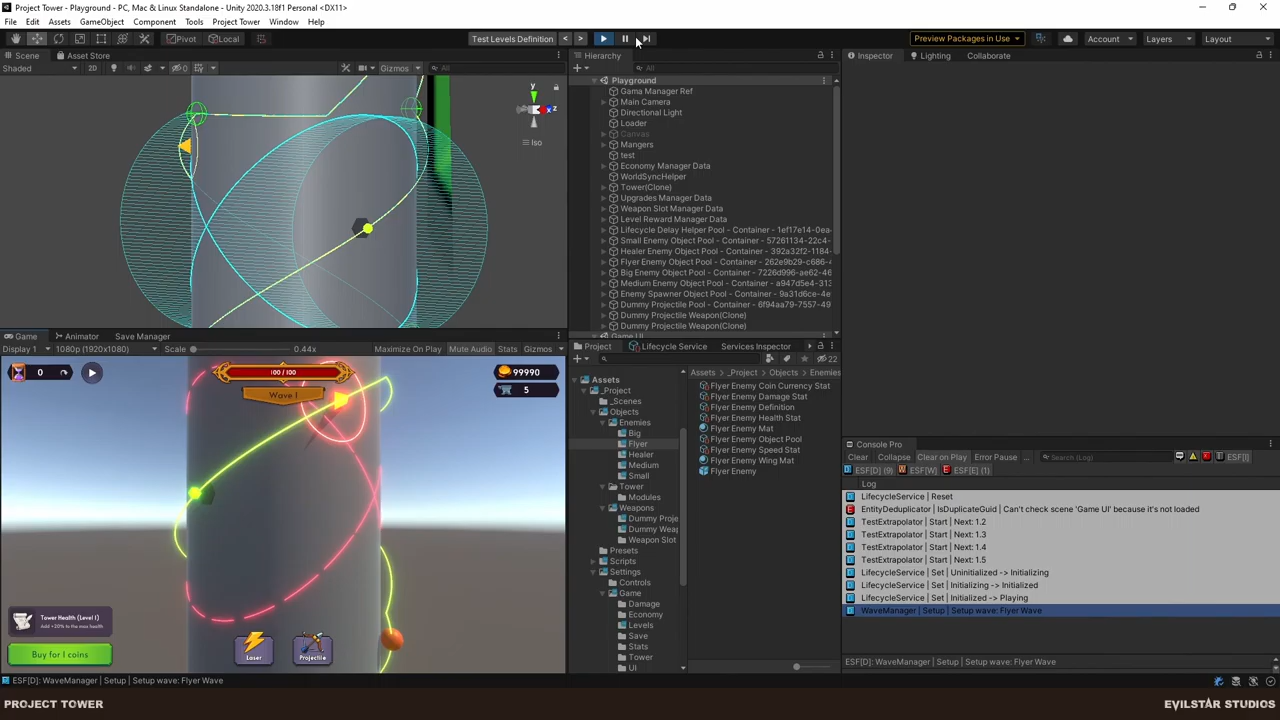 Project Tower - Playground - PC, Mac & Linux Standalone - Unity 2020.3.18f1 Personal* <DX11>
File Edit Assets GameObject Component Tools Project Tower Window Help
Pivot Local Test Levels Definition < > Preview Packages in Use Account Layers Layout
Scene Asset Store
Shaded 2D 0 Gizmos All
y
z
Iso
Hierarchy
All
Playground
Gama Manager Ref
Main Camera
Directional Light
Loader
Canvas
Mangers
test
Economy Manager Data
WorldSyncHelper
Tower(Clone)
Upgrades Manager Data
Weapon Slot Manager Data
Level Reward Manager Data
Lifecycle Delay Helper Pool - Container - 1ef17e14-0ea
Small Enemy Object Pool - Container - 57261134-22c4-
Healer Enemy Object Pool - Container - 392a32f2-1184-
Flyer Enemy Object Pool - Container - 262e9b29-c686-4
Big Enemy Object Pool - Container - 7226d996-ae62-46
Medium Enemy Object Pool - Container - a947d5e4-313
Enemy Spawner Object Pool - Container - 9a31d6ce-4e
Dummy Projectile Pool - Container - 6f94aa79-7557-49
Dummy Projectile Weapon(Clone)
Dummy Projectile Weapon(Clone)
Game UI
Inspector Lighting Collaborate
Game Animator Save Manager
Display 1 1080p (1920x1080) Scale 0.44x Maximize On Play Mute Audio Stats Gizmos
0
100 / 100
Wave 1
99990
5
Tower Health (Level 1)
Add +20% to the max health
Buy for 1 coins
Laser
Projectile
Project Lifecycle Service Services Inspector
22
Assets
_Project
_Scenes
Objects
Enemies
Big
Flyer
Healer
Medium
Small
Tower
Modules
Weapons
Dummy Proje
Dummy Weap
Weapon Slot
Presets
Scripts
Settings
Controls
Game
Damage
Economy
Levels
Save
Stats
Tower
UI
Assets > _Project > Objects > Enemies
Flyer Enemy Coin Currency Stat
Flyer Enemy Damage Stat
Flyer Enemy Definition
Flyer Enemy Health Stat
Flyer Enemy Mat
Flyer Enemy Object Pool
Flyer Enemy Speed Stat
Flyer Enemy Wing Mat
Flyer Enemy
Console Pro
Clear Collapse Clear on Play Error Pause ... Search (Log) ESF[I]
ESF[D] (9) ESF[W] ESF[E] (1)
Log
LifecycleService | Reset
EntityDeduplicator | IsDuplicateGuid | Can't check scene 'Game UI' because it's not loaded
TestExtrapolator | Start | Next: 1.2
TestExtrapolator | Start | Next: 1.3
TestExtrapolator | Start | Next: 1.4
TestExtrapolator | Start | Next: 1.5
LifecycleService | Set | Uninitialized -> Initializing
LifecycleService | Set | Initializing -> Initialized
LifecycleService | Set | Initialized -> Playing
WaveManager | Setup | Setup wave: Flyer Wave
ESF[D]: WaveManager | Setup | Setup wave: Flyer Wave
ESF[D]: WaveManager | Setup | Setup wave: Flyer Wave
PROJECT TOWER
EVILSTAR STUDIOS